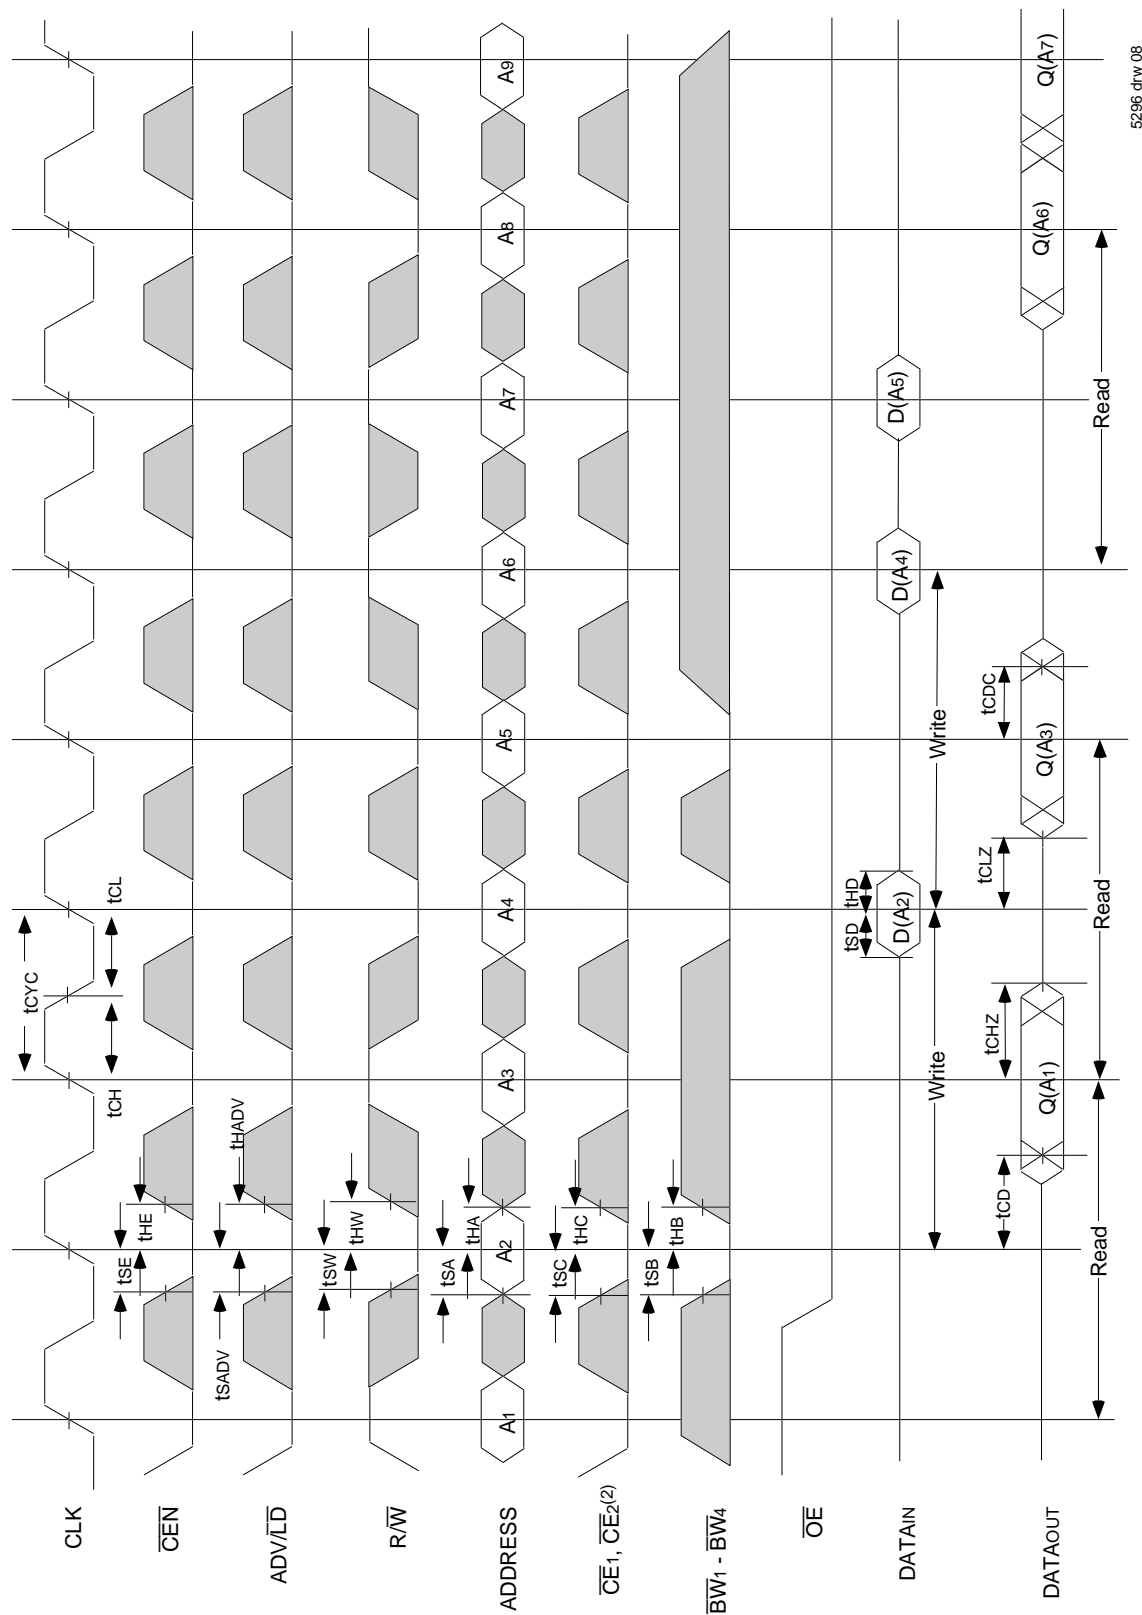 tCYC
tCH
tCL
CLK
tSE
tHE
CEN
tSADV
tHADV
ADV/LD
tSW
tHW
R/W
tSA
tHA
ADDRESS
A1
A2
A3
A4
A5
A6
A7
A8
A9
tSC
tHC
CE1, CE2(2)
tSB
tHB
BW1 - BW4
OE
tSD
tHD
DATAIN
D(A2)
D(A4)
D(A5)
Write
Write
tCD
tCHZ
tCLZ
tCDC
DATAOUT
Q(A1)
Q(A3)
Q(A6)
Q(A7)
Read
Read
Read
5296 drw 08